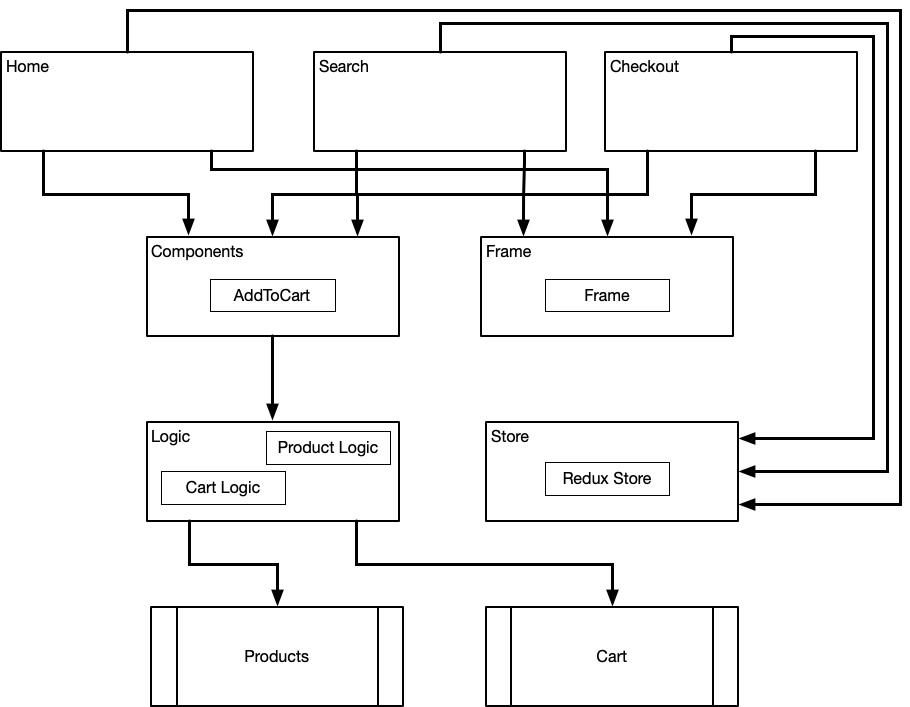 Home
Search
Checkout
Components
AddToCart
Frame
Frame
Logic
Product Logic
Cart Logic
Store
Redux Store
Products
Cart